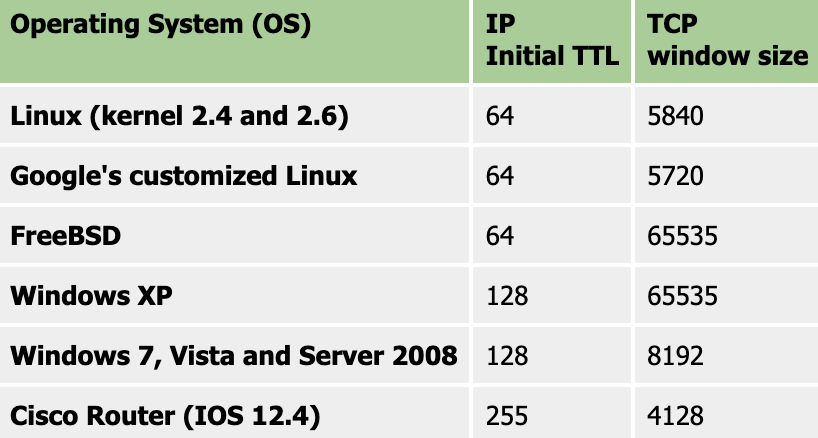 Operating System (OS) IP Initial TTL TCP window size
Linux (kernel 2.4 and 2.6) 64 5840
Google's customized Linux 64 5720
FreeBSD 64 65535
Windows XP 128 65535
Windows 7, Vista and Server 2008 128 8192
Cisco Router (IOS 12.4) 255 4128